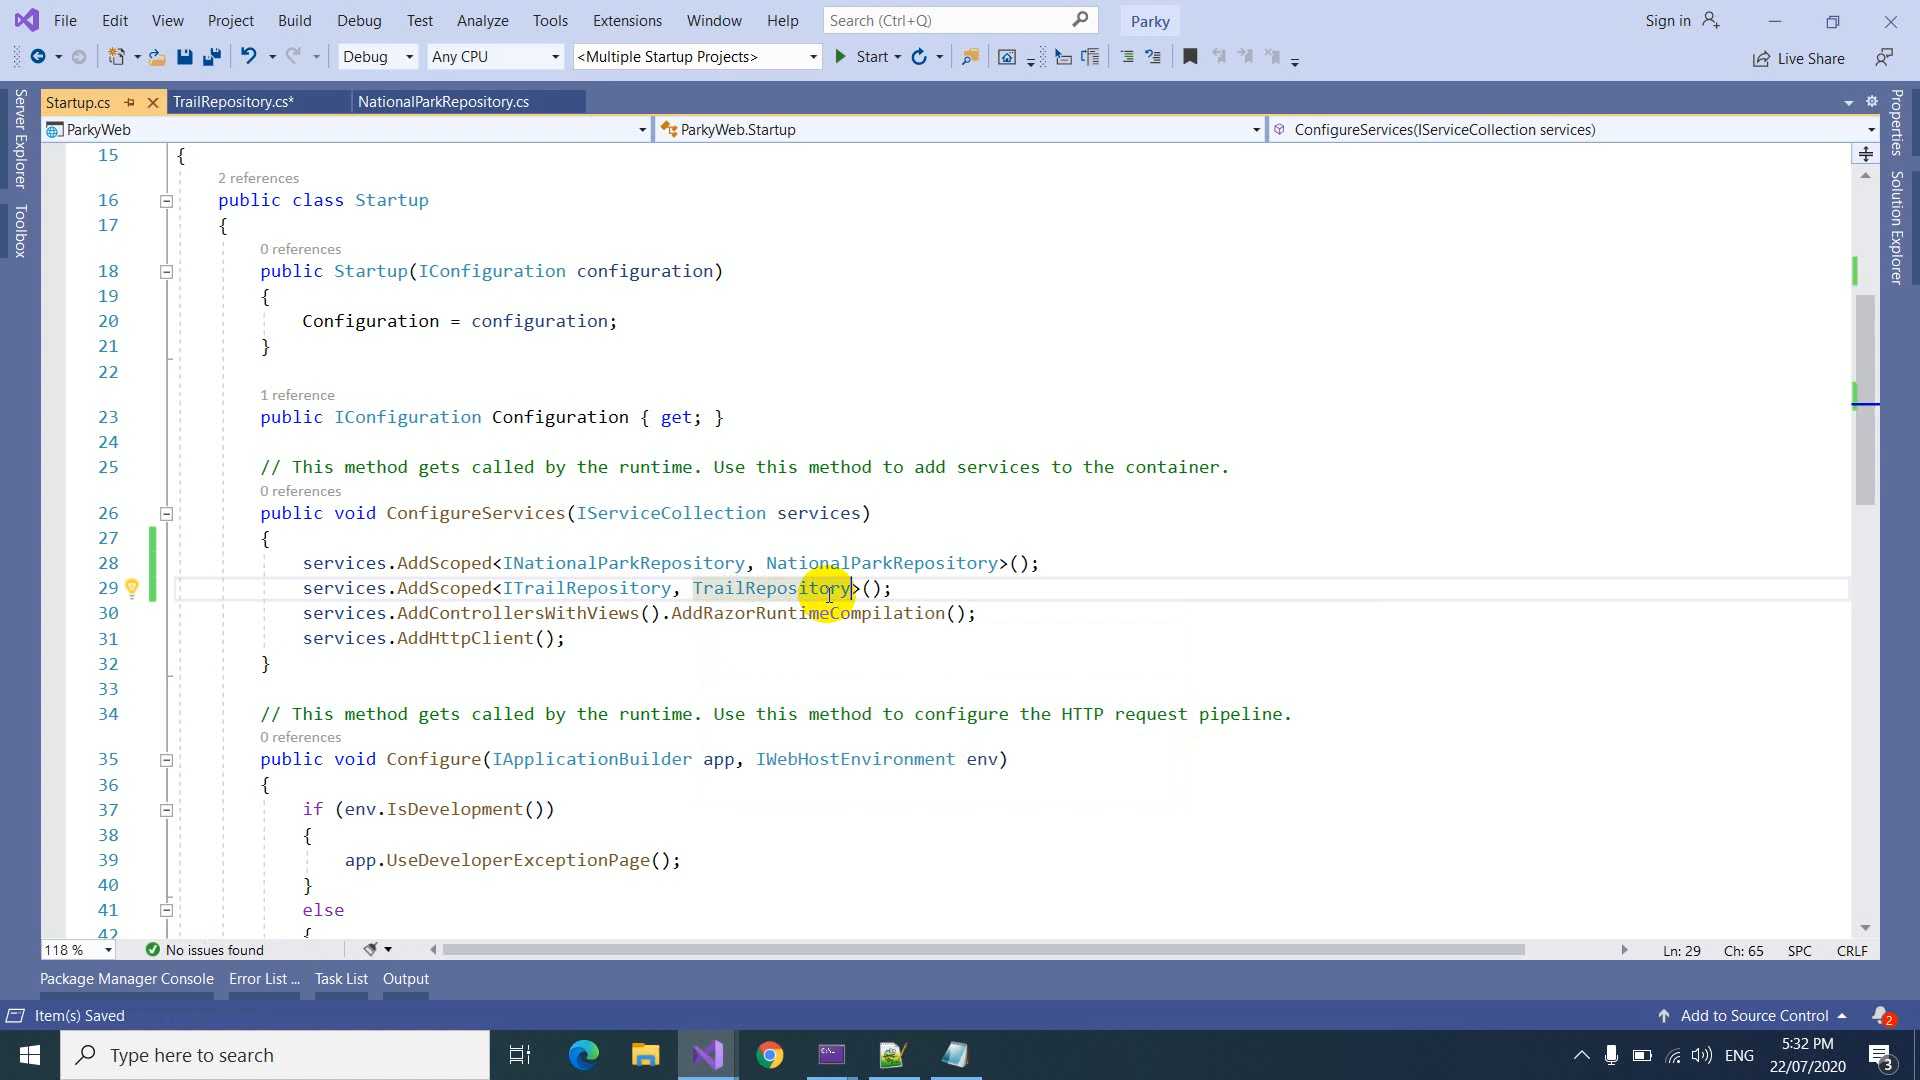 File Edit View Project Build Debug Test Analyze Tools Extensions Window Help Search (Ctrl+Q) Parky Sign in
Debug Any CPU <Multiple Startup Projects> Start Live Share
Server Explorer
Toolbox
Startup.cs TrailRepository.cs* NationalParkRepository.cs
ParkyWeb ParkyWeb.Startup ConfigureServices(IServiceCollection services)
Properties
Solution Explorer
15 {
2 references
16 public class Startup
17 {
0 references
18 public Startup(IConfiguration configuration)
19 {
20 Configuration = configuration;
21 }
22
1 reference
23 public IConfiguration Configuration { get; }
24
25 // This method gets called by the runtime. Use this method to add services to the container.
0 references
26 public void ConfigureServices(IServiceCollection services)
27 {
28 services.AddScoped<INationalParkRepository, NationalParkRepository>();
29 services.AddScoped<ITrailRepository, TrailRepository>();
30 services.AddControllersWithViews().AddRazorRuntimeCompilation();
31 services.AddHttpClient();
32 }
33
34 // This method gets called by the runtime. Use this method to configure the HTTP request pipeline.
0 references
35 public void Configure(IApplicationBuilder app, IWebHostEnvironment env)
36 {
37 if (env.IsDevelopment())
38 {
39 app.UseDeveloperExceptionPage();
40 }
41 else
42 {
118 % No issues found Ln: 29 Ch: 65 SPC CRLF
Package Manager Console Error List ... Task List Output
Item(s) Saved Add to Source Control 2
Type here to search ENG 5:32 PM
22/07/2020 3